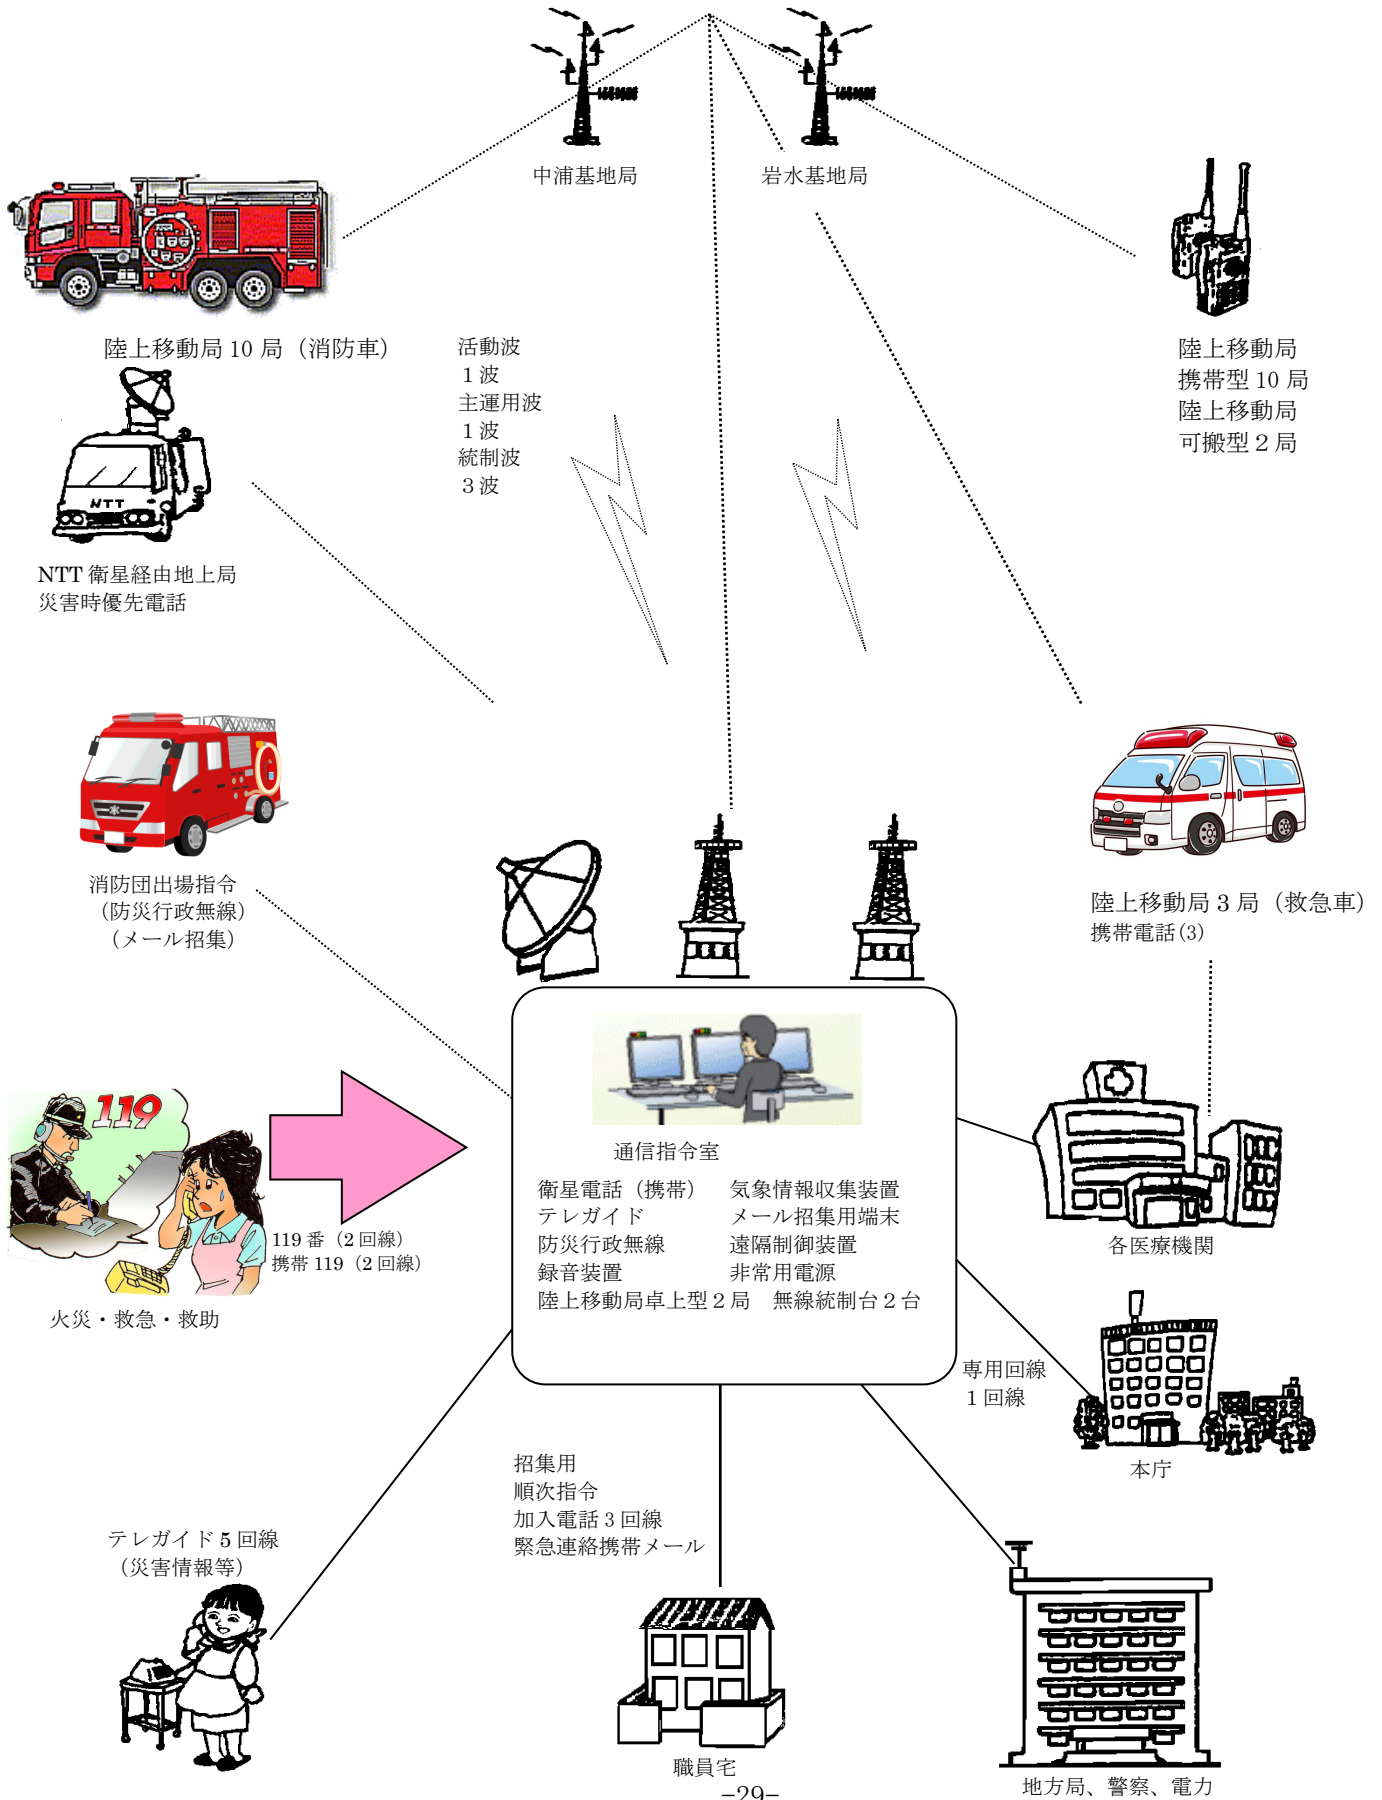 中浦基地局
岩水基地局
陸上移動局 10 局（消防車）
活動波
1 波
主運用波
1 波
統制波
3 波
陸上移動局
携帯型 10 局
陸上移動局
可搬型 2 局
NTT
NTT 衛星経由地上局
災害時優先電話
消防団出場指令
（防災行政無線）
（メール招集）
陸上移動局 3 局（救急車）
携帯電話(3)
119
119 番（2 回線）
携帯 119（2 回線）
火災・救急・救助
通信指令室
衛星電話（携帯） 気象情報収集装置
テレガイド メール招集用端末
防災行政無線 遠隔制御装置
録音装置 非常用電源
陸上移動局卓上型 2 局 無線統制台 2 台
各医療機関
専用回線
1 回線
本庁
招集用
順次指令
加入電話 3 回線
緊急連絡携帯メール
テレガイド 5 回線
（災害情報等）
職員宅
地方局、警察、電力
−29−